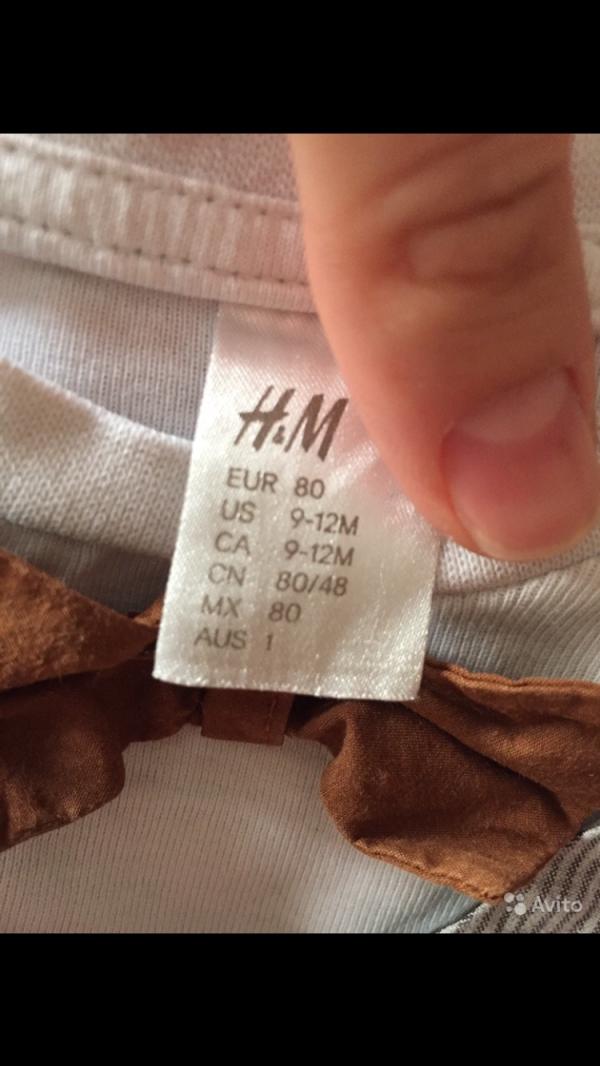 H&M
EUR 80
US 9-12M
CA 9-12M
CN 80/48
MX 80
AUS 1
Avito